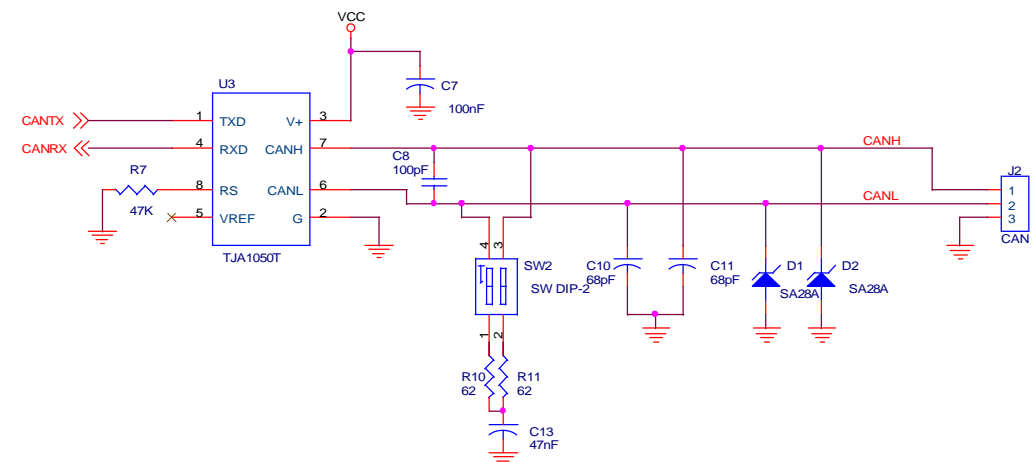 VCC
U3
C7
100nF
CANTX
1
TXD
V+
3
CANRX
4
RXD
CANH
7
C8
100pF
CANH
R7
47K
8
RS
CANL
6
CANL
J2
1
2
3
CAN
5
VREF
G
2
TJA1050T
4
3
SW2
SW DIP-2
C10
68pF
C11
68pF
D1
SA28A
D2
SA28A
1
2
R10
62
R11
62
C13
47nF